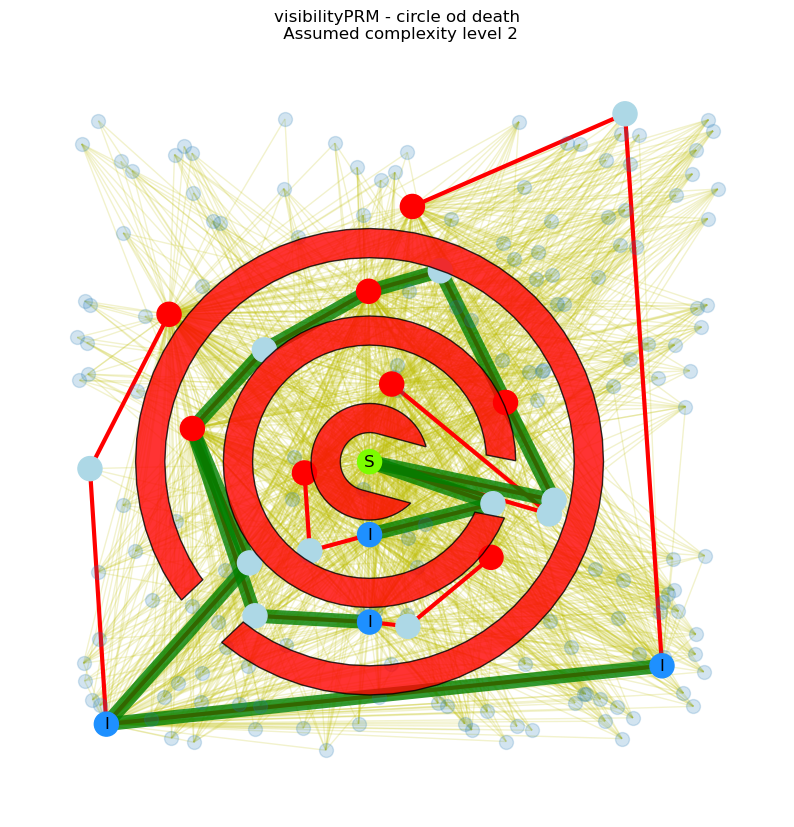 visibilityPRM - circle od death
Assumed complexity level 2
S
I
I
I
I